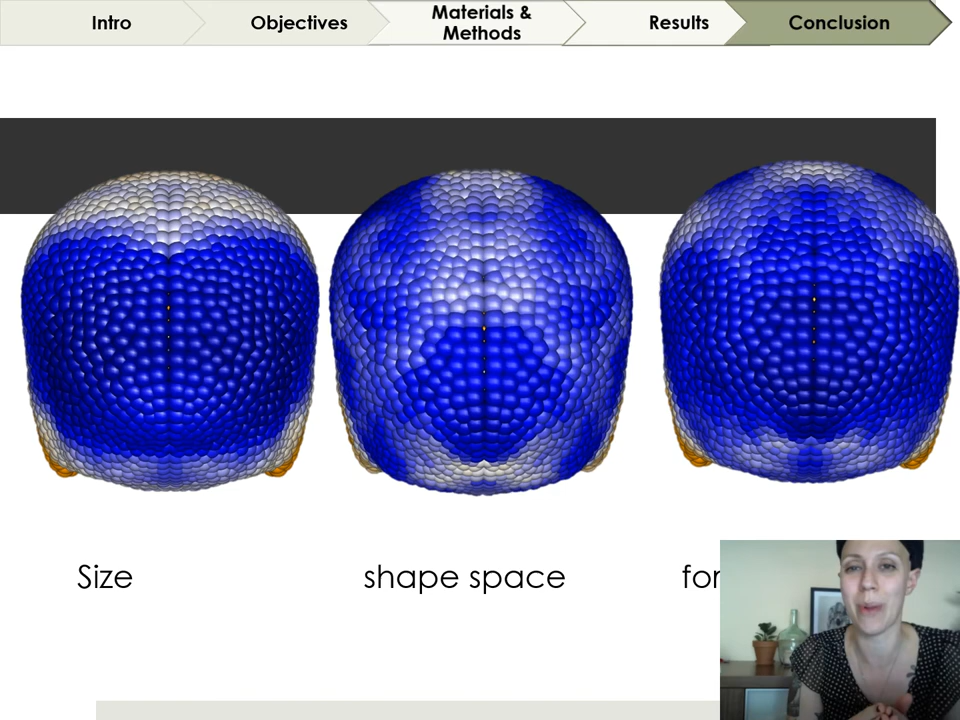 Intro
Objectives
Materials &
Methods
Results
Conclusion
Size
shape space